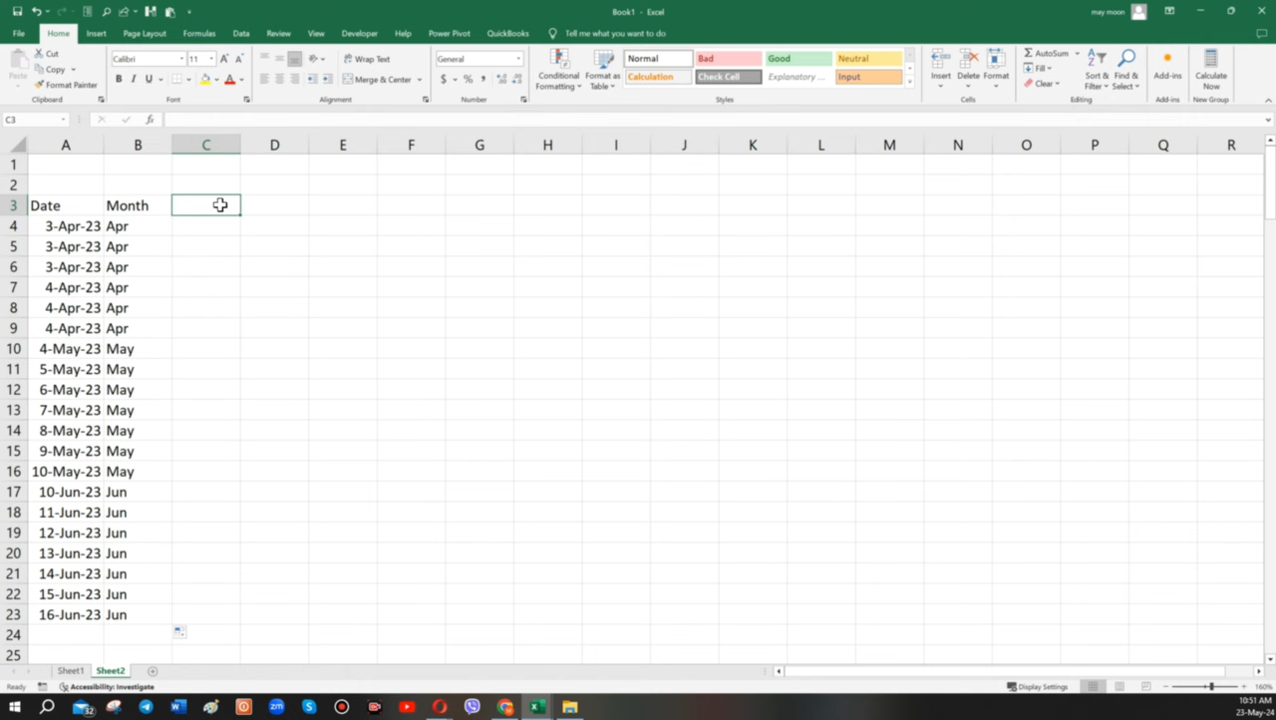 Book1 - Excel
may moon
File Home Insert Page Layout Formulas Data Review View Developer Help Power Pivot QuickBooks Tell me what you want to do
Paste
Cut
Copy
Format Painter
Clipboard
Calibri 11
B I U
Font
Wrap Text
Merge & Center
Alignment
General
$ % ,
Number
Conditional Formatting
Format as Table
Normal Bad Good Neutral
Calculation Check Cell Explanatory ... Input
Styles
Insert Delete Format
Cells
AutoSum
Fill
Clear
Sort & Filter
Find & Select
Editing
Add-ins
Add-ins
Calculate Now
New Group
C3 fx
A B C D E F G H I J K L M N O P Q R
1
2
3 Date Month
4 3-Apr-23 Apr
5 3-Apr-23 Apr
6 3-Apr-23 Apr
7 4-Apr-23 Apr
8 4-Apr-23 Apr
9 4-Apr-23 Apr
10 4-May-23 May
11 5-May-23 May
12 6-May-23 May
13 7-May-23 May
14 8-May-23 May
15 9-May-23 May
16 10-May-23 May
17 10-Jun-23 Jun
18 11-Jun-23 Jun
19 12-Jun-23 Jun
20 13-Jun-23 Jun
21 14-Jun-23 Jun
22 15-Jun-23 Jun
23 16-Jun-23 Jun
24
25
Sheet1 Sheet2
Ready Accessibility: Investigate Display Settings 160%
10:51 AM
23-May-24